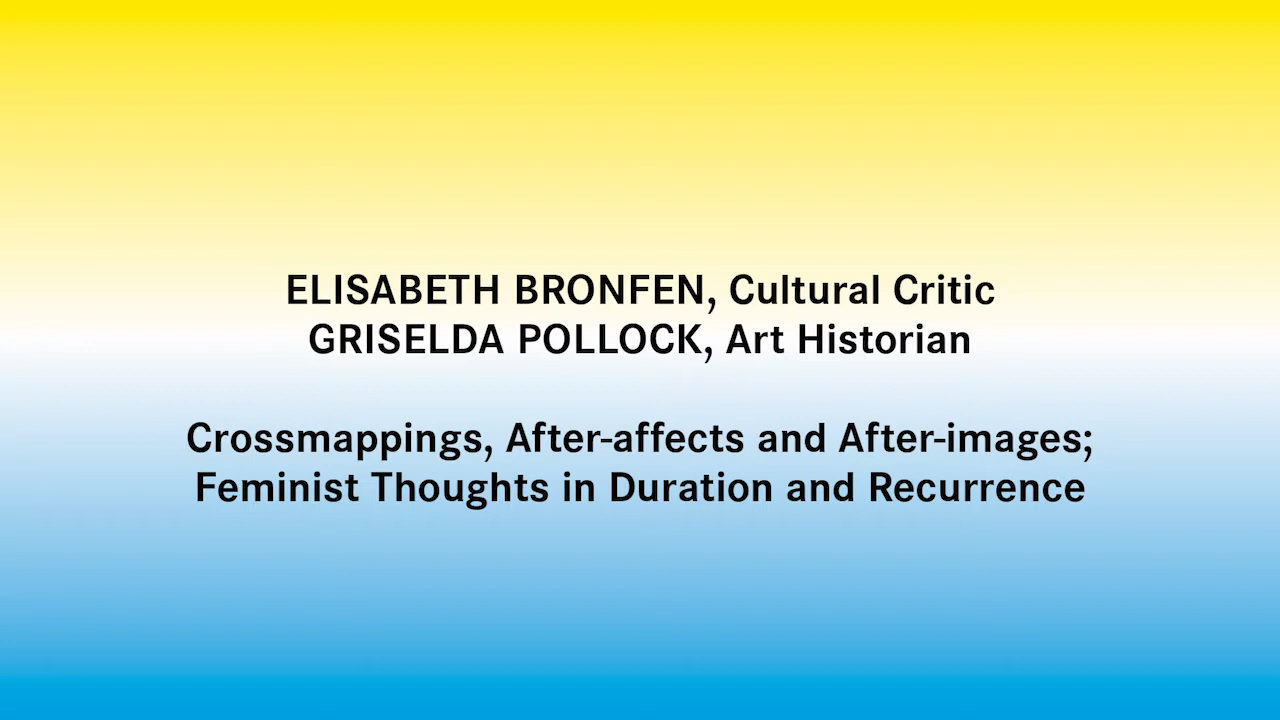 ELISABETH BRONFEN, Cultural Critic
GRISELDA POLLOCK, Art Historian
Crossmappings, After-affects and After-images;
Feminist Thoughts in Duration and Recurrence